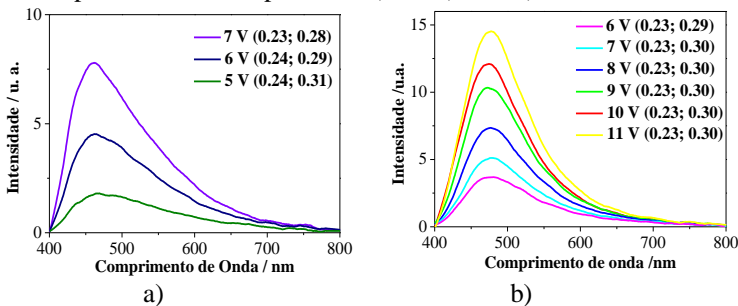 10
5
0
400 500 600 700 800
Intensidade / u. a.
Comprimento de Onda / nm
7 V (0.23; 0.28)
6 V (0.24; 0.29)
5 V (0.24; 0.31)
a)
15
10
5
0
400 500 600 700 800
Intensidade /u.a.
Comprimento de onda /nm
6 V (0.23; 0.29)
7 V (0.23; 0.30)
8 V (0.23; 0.30)
9 V (0.23; 0.30)
10 V (0.23; 0.30)
11 V (0.23; 0.30)
b)